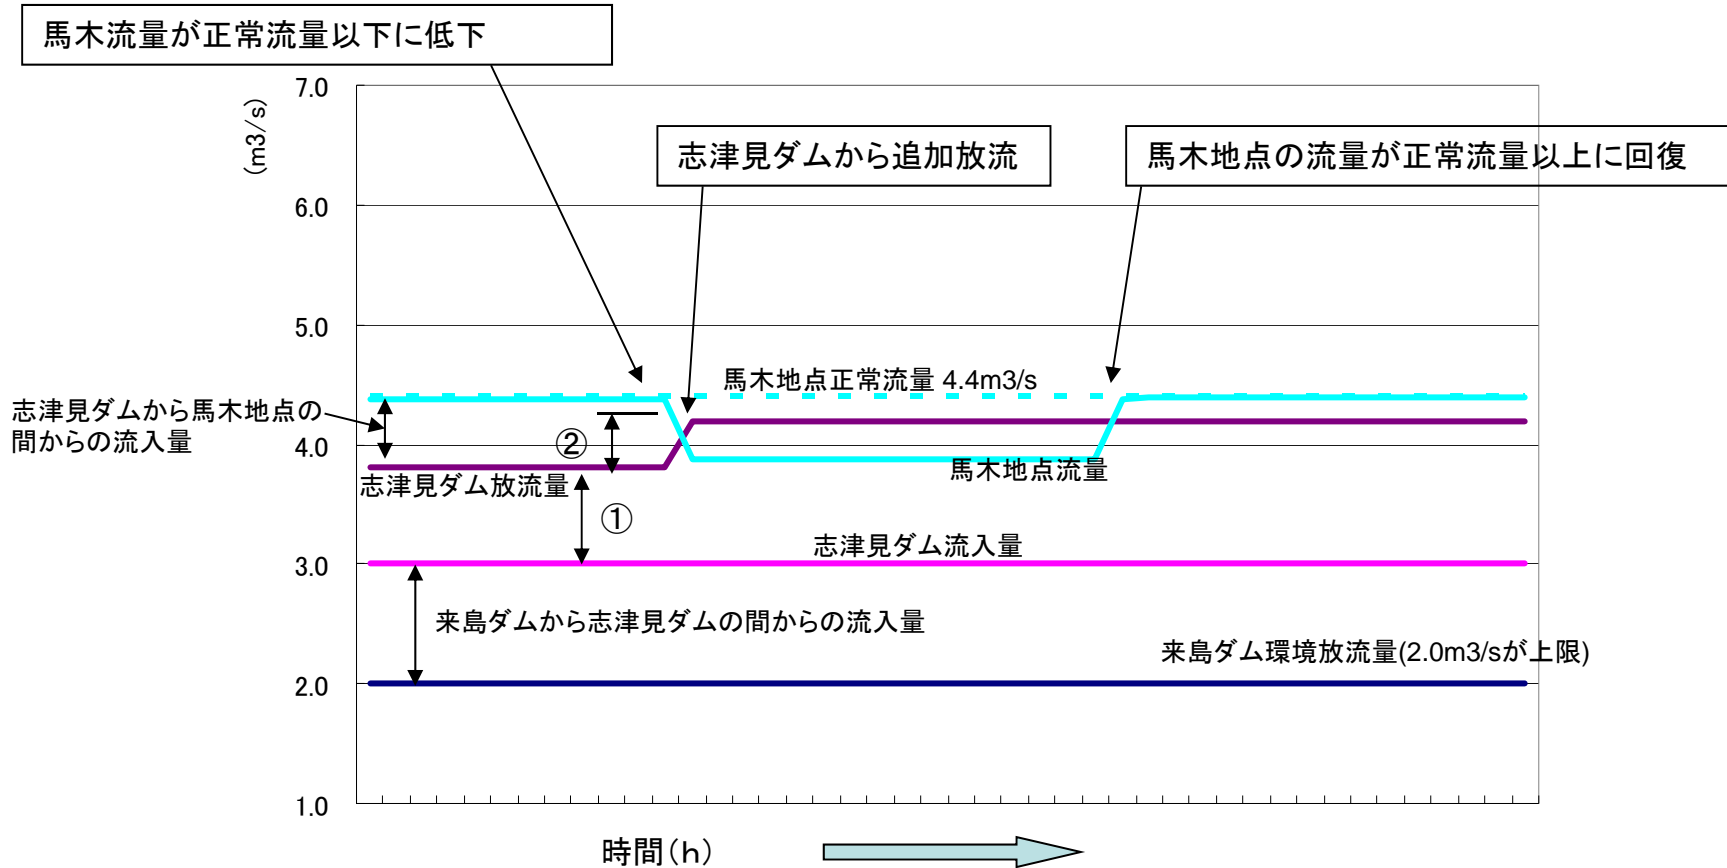 馬木流量が正常流量以下に低下
7.0
(m3/s)
志津見ダムから追加放流
馬木地点の流量が正常流量以上に回復
6.0
5.0
馬木地点正常流量 4.4m3/s
志津見ダムから馬木地点の
間からの流入量
4.0
②
馬木地点流量
志津見ダム放流量
①
志津見ダム流入量
3.0
来島ダムから志津見ダムの間からの流入量
来島ダム環境放流量(2.0m3/sが上限)
2.0
1.0
時間(h)